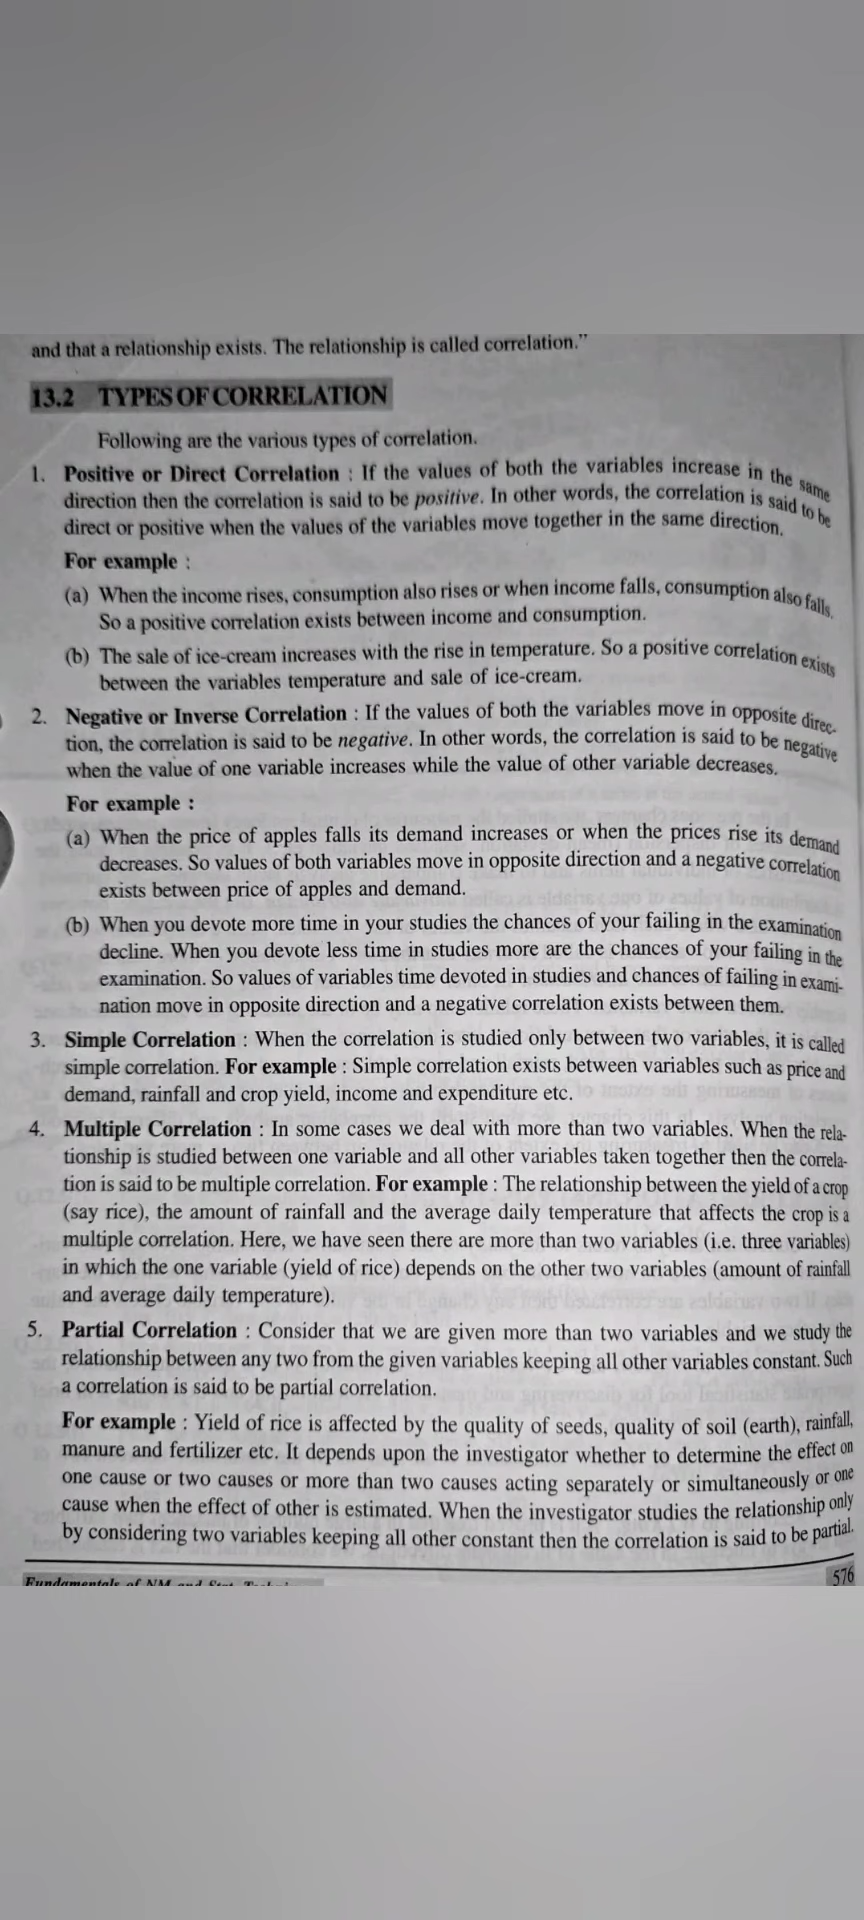 and that a relationship exists. The relationship is called correlation."
13.2 TYPES OF CORRELATION
Following are the various types of correlation.
1. Positive or Direct Correlation : If the values of both the variables increase in the same
direction then the correlation is said to be positive. In other words, the correlation is said to be
direct or positive when the values of the variables move together in the same direction.
For example :
(a) When the income rises, consumption also rises or when income falls, consumption also falls.
So a positive correlation exists between income and consumption.
(b) The sale of ice-cream increases with the rise in temperature. So a positive correlation exists
between the variables temperature and sale of ice-cream.
2. Negative or Inverse Correlation : If the values of both the variables move in opposite direc-
tion, the correlation is said to be negative. In other words, the correlation is said to be negative
when the value of one variable increases while the value of other variable decreases.
For example :
(a) When the price of apples falls its demand increases or when the prices rise its demand
decreases. So values of both variables move in opposite direction and a negative correlation
exists between price of apples and demand.
(b) When you devote more time in your studies the chances of your failing in the examination
decline. When you devote less time in studies more are the chances of your failing in the
examination. So values of variables time devoted in studies and chances of failing in exami-
nation move in opposite direction and a negative correlation exists between them.
3. Simple Correlation : When the correlation is studied only between two variables, it is called
simple correlation. For example : Simple correlation exists between variables such as price and
demand, rainfall and crop yield, income and expenditure etc.
4. Multiple Correlation : In some cases we deal with more than two variables. When the rela-
tionship is studied between one variable and all other variables taken together then the correla-
tion is said to be multiple correlation. For example : The relationship between the yield of a crop
(say rice), the amount of rainfall and the average daily temperature that affects the crop is a
multiple correlation. Here, we have seen there are more than two variables (i.e. three variables)
in which the one variable (yield of rice) depends on the other two variables (amount of rainfall
and average daily temperature).
5. Partial Correlation : Consider that we are given more than two variables and we study the
relationship between any two from the given variables keeping all other variables constant. Such
a correlation is said to be partial correlation.
For example : Yield of rice is affected by the quality of seeds, quality of soil (earth), rainfall,
manure and fertilizer etc. It depends upon the investigator whether to determine the effect on
one cause or two causes or more than two causes acting separately or simultaneously or one
cause when the effect of other is estimated. When the investigator studies the relationship only
by considering two variables keeping all other constant then the correlation is said to be partial.
Fundamentals of NM and Stat.
576